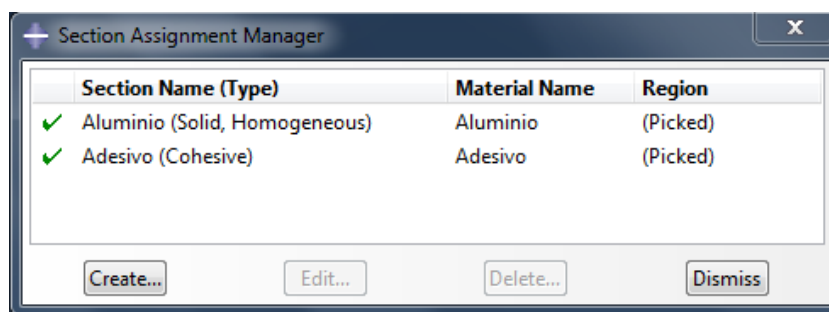 Section Assignment Manager
X
Section Name (Type) Material Name Region
Aluminio (Solid, Homogeneous) Aluminio (Picked)
Adesivo (Cohesive) Adesivo (Picked)
Create... Edit... Delete... Dismiss